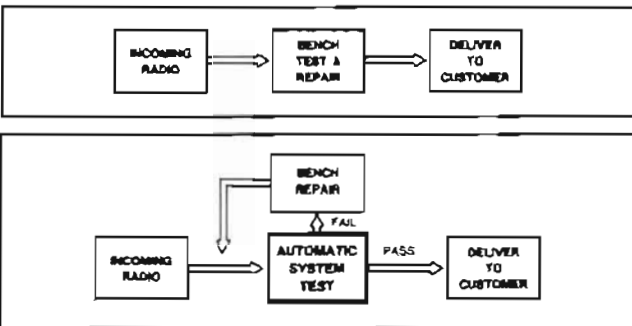 INCOMING
RADIO
BENCH
TEST &
REPAIR
DELIVER
TO
CUSTOMER
BENCH
REPAIR
FAIL
INCOMING
RADIO
AUTOMATIC
SYSTEM
TEST
PASS
DELIVER
TO
CUSTOMER